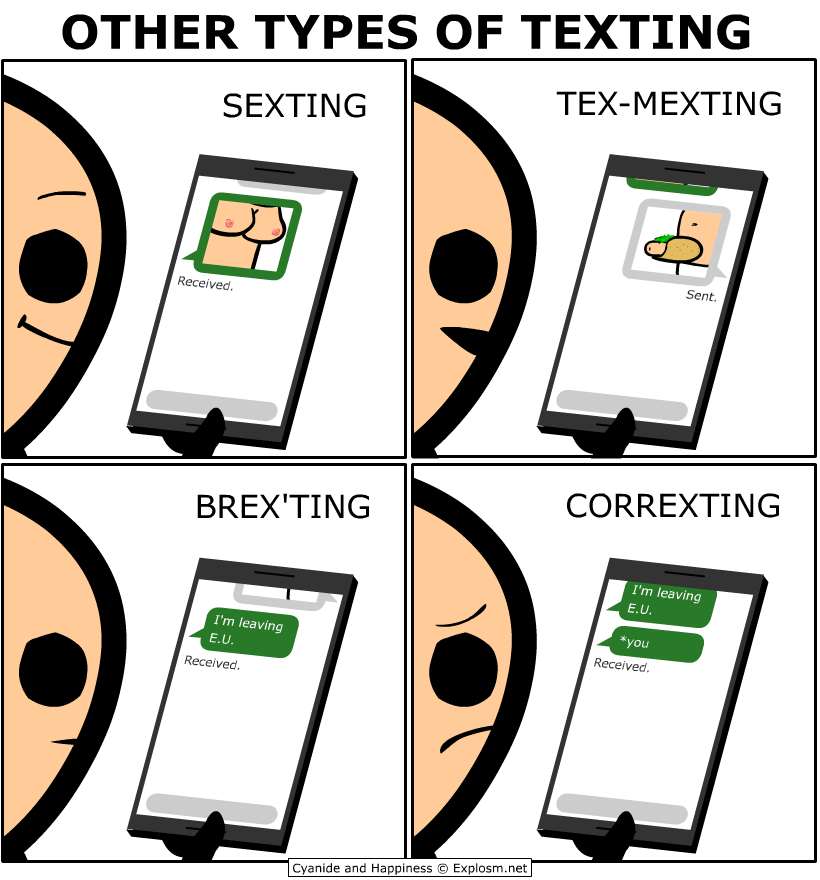 OTHER TYPES OF TEXTING
SEXTING
Received.
TEX-MEXTING
Sent.
BREX'TING
I'm leaving
E.U.
Received.
CORREXTING
I'm leaving
E.U.
*you
Received.
Cyanide and Happiness © Explosm.net